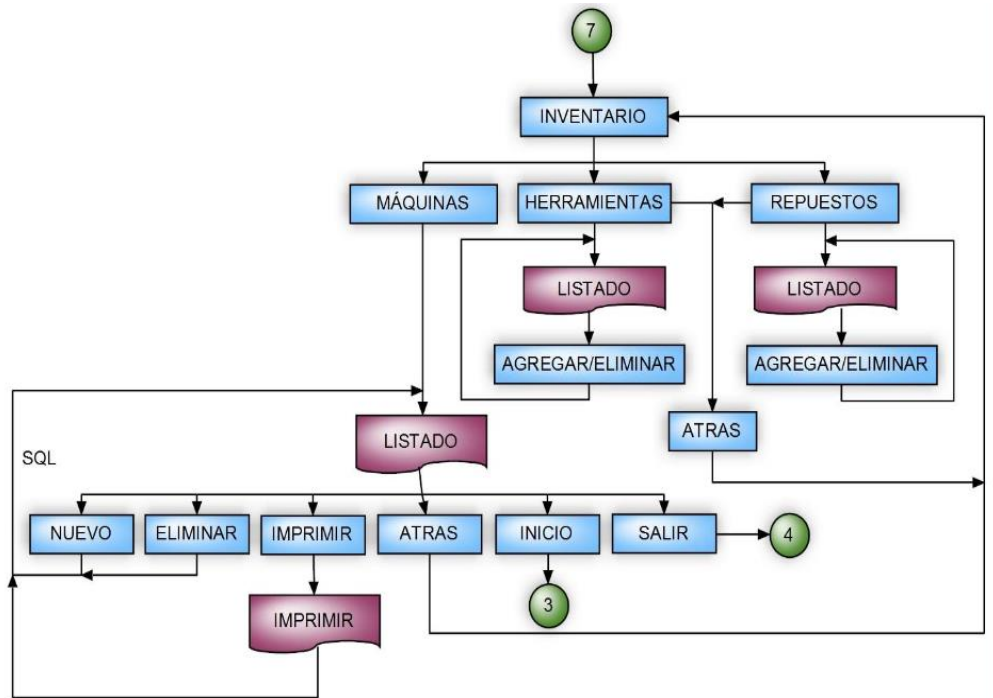 7
INVENTARIO
MÁQUINAS
HERRAMIENTAS
REPUESTOS
LISTADO
LISTADO
AGREGAR/ELIMINAR
AGREGAR/ELIMINAR
ATRAS
LISTADO
SQL
NUEVO
ELIMINAR
IMPRIMIR
ATRAS
INICIO
SALIR
4
3
IMPRIMIR